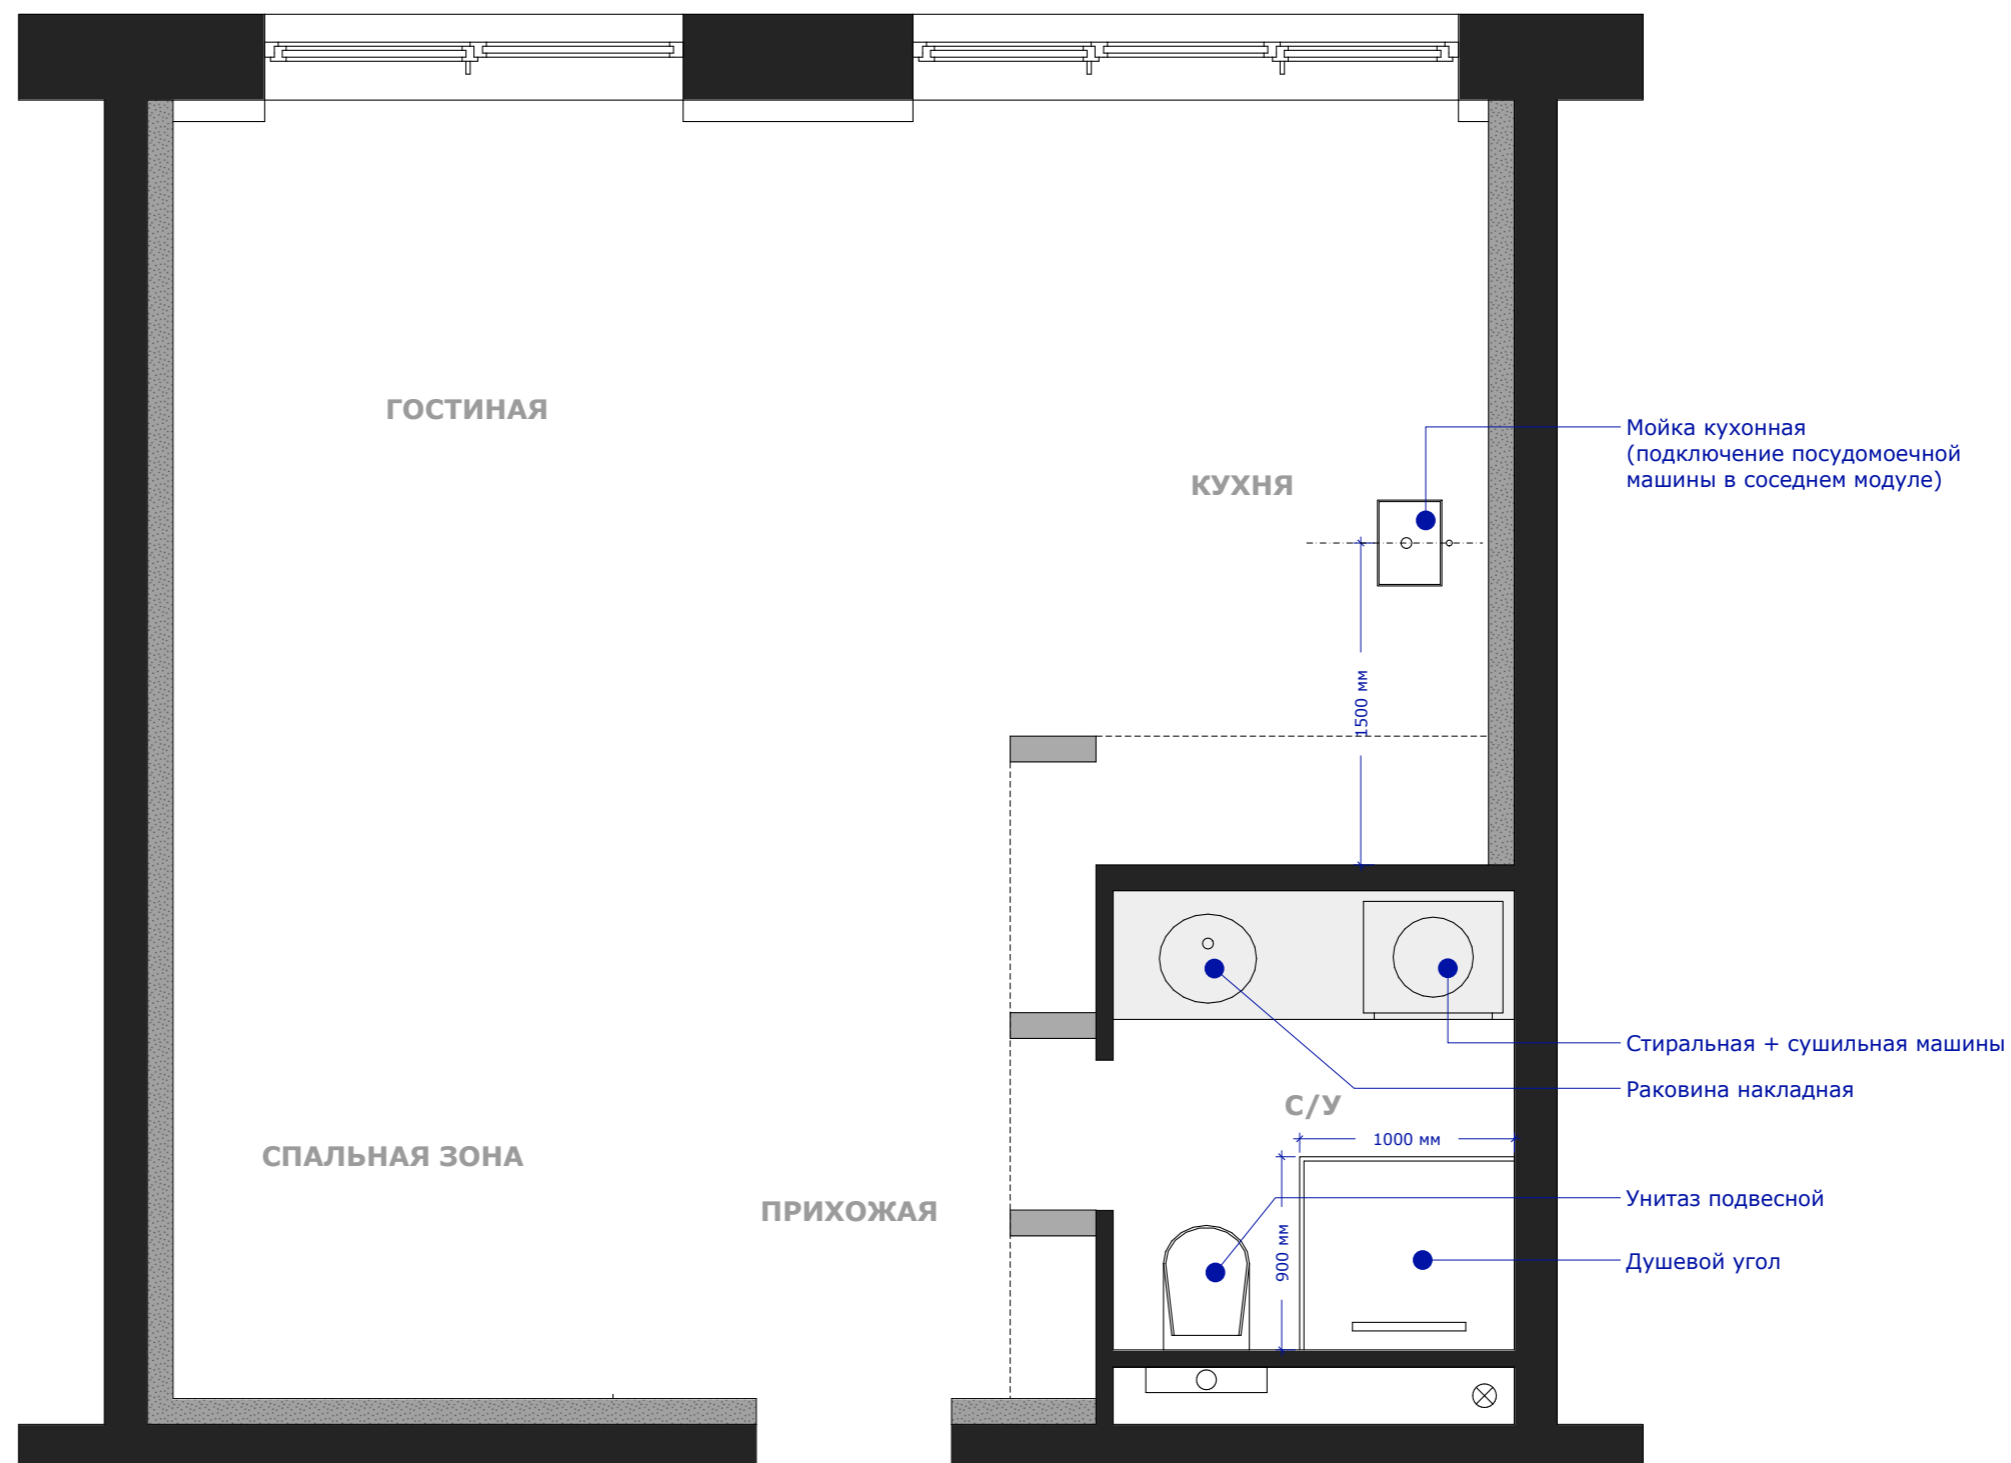 ГОСТИНАЯ
Мойка кухонная
(подключение посудомоечной
машины в соседнем модуле)
КУХНЯ
1500 мм
Стиральная + сушильная машины
Раковина накладная
С/У
1000 мм
СПАЛЬНАЯ ЗОНА
ПРИХОЖАЯ
Унитаз подвесной
900 мм
Душевой угол